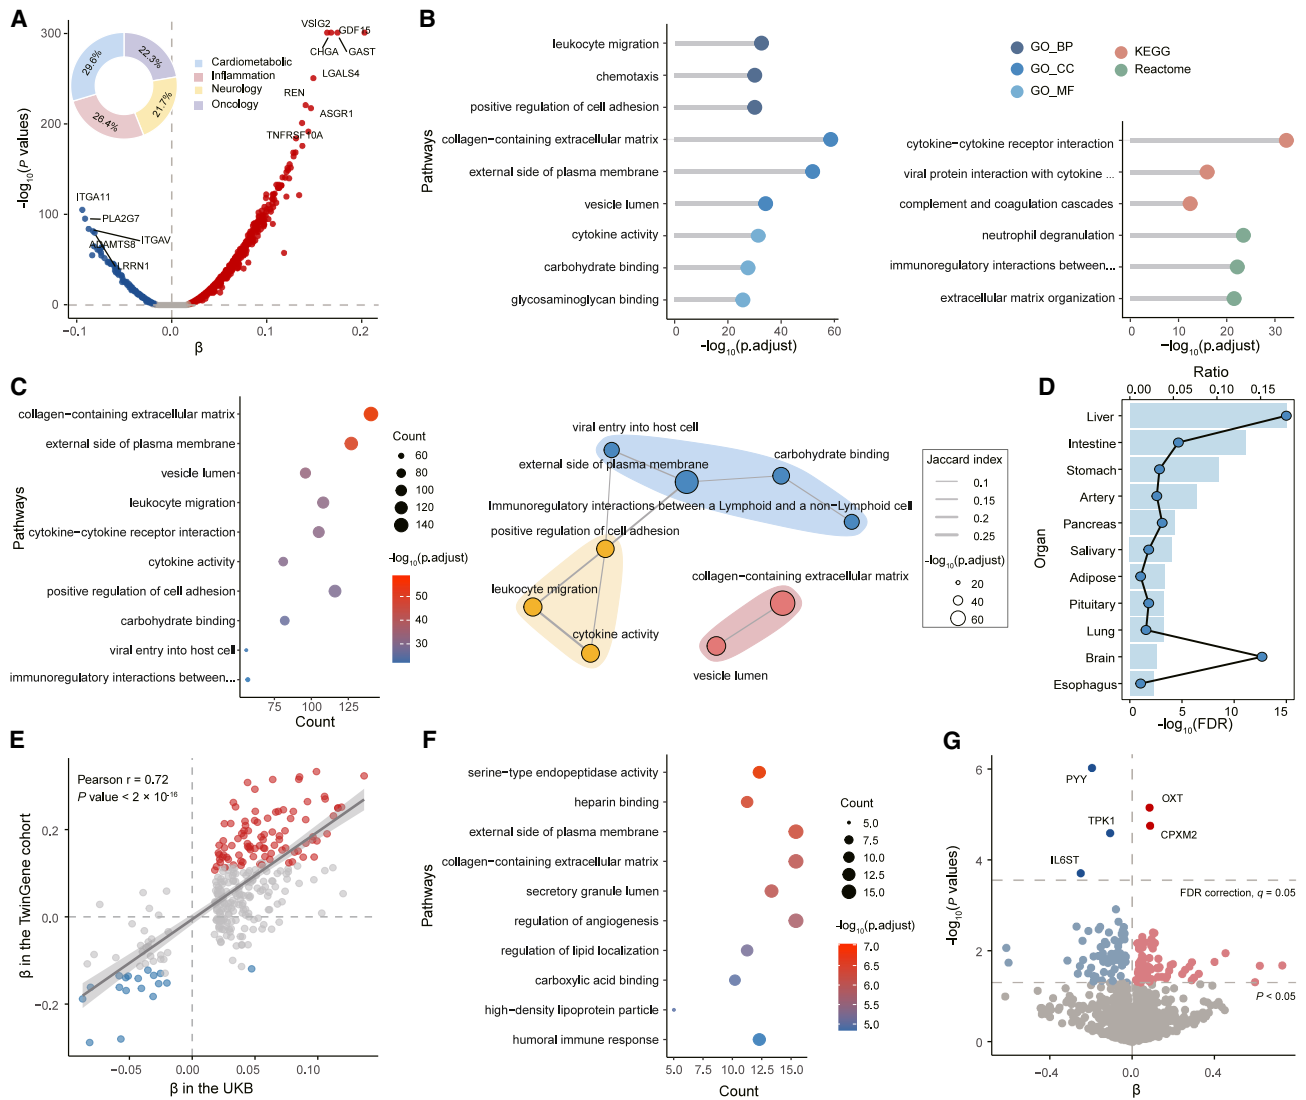 A
300
200
100
0
-log10(P values)
−0.1
0.0
0.1
0.2
β
29.6%
22.3%
21.7%
26.4%
Cardiometabolic
Inflammation
Neurology
Oncology
VSIG2
GDF15
CHGA
GAST
LGALS4
REN
ASGR1
TNFRSF10A
ITGA11
PLA2G7
ITGAV
ADAMTS8
LRRN1
B
Pathways
leukocyte migration
chemotaxis
positive regulation of cell adhesion
collagen−containing extracellular matrix
external side of plasma membrane
vesicle lumen
cytokine activity
carbohydrate binding
glycosaminoglycan binding
0
20
40
60
-log10(p.adjust)
GO_BP
GO_CC
GO_MF
KEGG
Reactome
cytokine−cytokine receptor interaction
viral protein interaction with cytokine ...
complement and coagulation cascades
neutrophil degranulation
immunoregulatory interactions between...
extracellular matrix organization
0
10
20
30
−log10(p.adjust)
C
Pathways
collagen−containing extracellular matrix
external side of plasma membrane
vesicle lumen
leukocyte migration
cytokine−cytokine receptor interaction
cytokine activity
positive regulation of cell adhesion
carbohydrate binding
viral entry into host cell
immunoregulatory interactions between...
75
100
125
Count
Count
60
80
100
120
140
-log10(p.adjust)
50
40
30
viral entry into host cell
external side of plasma membrane
carbohydrate binding
Immunoregulatory interactions between a Lymphoid and a non−Lymphoid cell
positive regulation of cell adhesion
leukocyte migration
cytokine activity
collagen−containing extracellular matrix
vesicle lumen
Jaccard index
0.1
0.15
0.2
0.25
-log10(p.adjust)
20
40
60
D
Ratio
0.00
0.05
0.10
0.15
Organ
Liver
Intestine
Stomach
Artery
Pancreas
Salivary
Adipose
Pituitary
Lung
Brain
Esophagus
0
5
10
15
-log10(FDR)
E
Pearson r = 0.72
P value < 2 × 10-16
β in the TwinGene cohort
0.2
0.0
−0.2
−0.05
0.00
0.05
0.10
β in the UKB
F
Pathways
serine-type endopeptidase activity
heparin binding
external side of plasma membrane
collagen−containing extracellular matrix
secretory granule lumen
regulation of angiogenesis
regulation of lipid localization
carboxylic acid binding
high−density lipoprotein particle
humoral immune response
5.0
7.5
10.0
12.5
15.0
Count
Count
5.0
7.5
10.0
12.5
15.0
-log10(p.adjust)
7.0
6.5
6.0
5.5
5.0
G
-log10(P values)
6
4
2
0
PYY
TPK1
IL6ST
OXT
CPXM2
FDR correction, q = 0.05
P < 0.05
−0.4
0.0
0.4
β